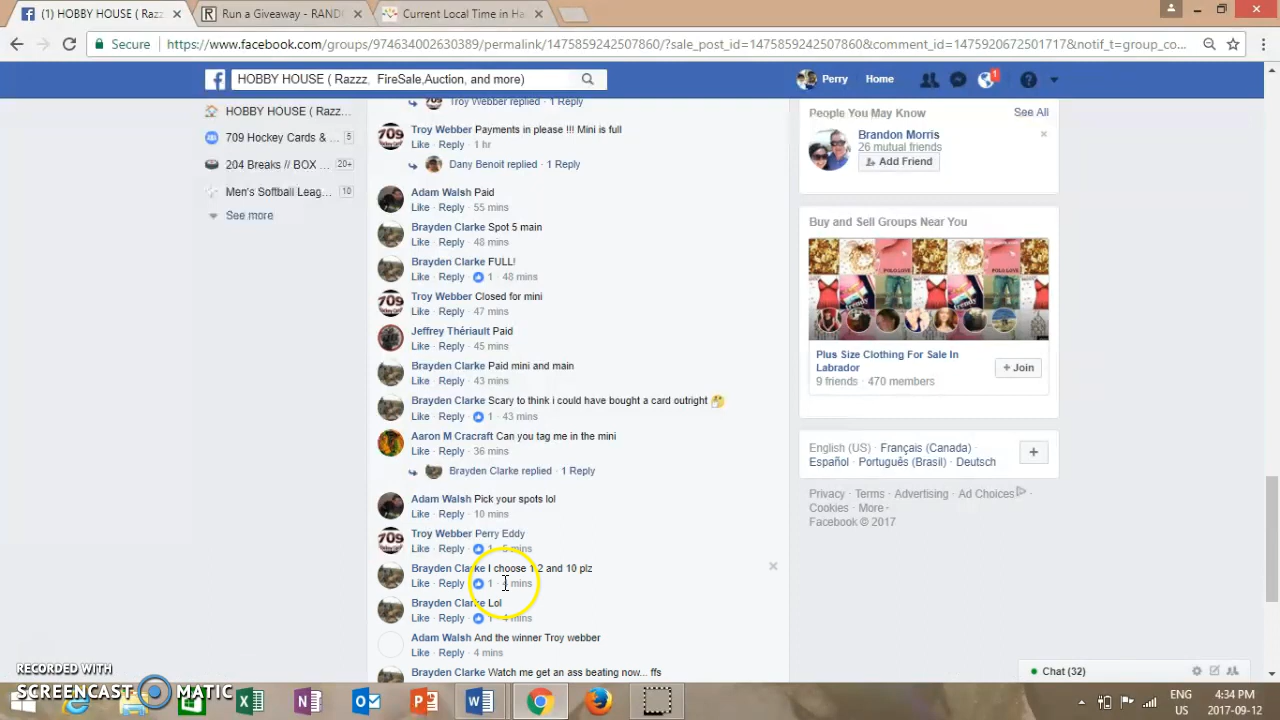 (1) HOBBY HOUSE ( Raz
Run a Giveaway - RAND
Current Local Time in Ha
Secure
https://www.facebook.com/groups/974634002630389/permalink/1475859242507860/?sale_post_id=1475859242507860&comment_id=1475920672501717&notif_t=group_co...
HOBBY HOUSE ( Razzz, FireSale,Auction, and more)
Perry
Home
1
HOBBY HOUSE ( Razz...
709 Hockey Cards & ...
5
204 Breaks // BOX ...
20+
Men's Softball Leag...
10
See more
Troy Webber replied · 1 Reply
Troy Webber Payments in please !!! Mini is full
Like · Reply · 1 hr
Dany Benoit replied · 1 Reply
Adam Walsh Paid
Like · Reply · 55 mins
Brayden Clarke Spot 5 main
Like · Reply · 48 mins
Brayden Clarke FULL!
Like · Reply · 1 · 48 mins
Troy Webber Closed for mini
Like · Reply · 47 mins
Jeffrey Thériault Paid
Like · Reply · 45 mins
Brayden Clarke Paid mini and main
Like · Reply · 43 mins
Brayden Clarke Scary to think i could have bought a card outright
Like · Reply · 1 · 43 mins
Aaron M Cracraft Can you tag me in the mini
Like · Reply · 36 mins
Brayden Clarke replied · 1 Reply
Adam Walsh Pick your spots lol
Like · Reply · 10 mins
Troy Webber Perry Eddy
Like · Reply · 1 · mins
Brayden Clarke I choose 1 2 and 10 plz
Like · Reply · 1 · mins
Brayden Clarke Lol
Like · Reply · 1 · 4 mins
Adam Walsh And the winner Troy webber
Like · Reply · 4 mins
Brayden Clarke Watch me get an ass beating now... ffs
People You May Know
See All
Brandon Morris
26 mutual friends
Add Friend
Buy and Sell Groups Near You
Plus Size Clothing For Sale In
Labrador
9 friends · 470 members
+ Join
English (US) · Français (Canada) ·
Español · Português (Brasil) · Deutsch
Privacy · Terms · Advertising · Ad Choices ·
Cookies · More ·
Facebook © 2017
Chat (32)
RECORDED WITH
SCREENCAST MATIC
ENG
US
4:34 PM
2017-09-12